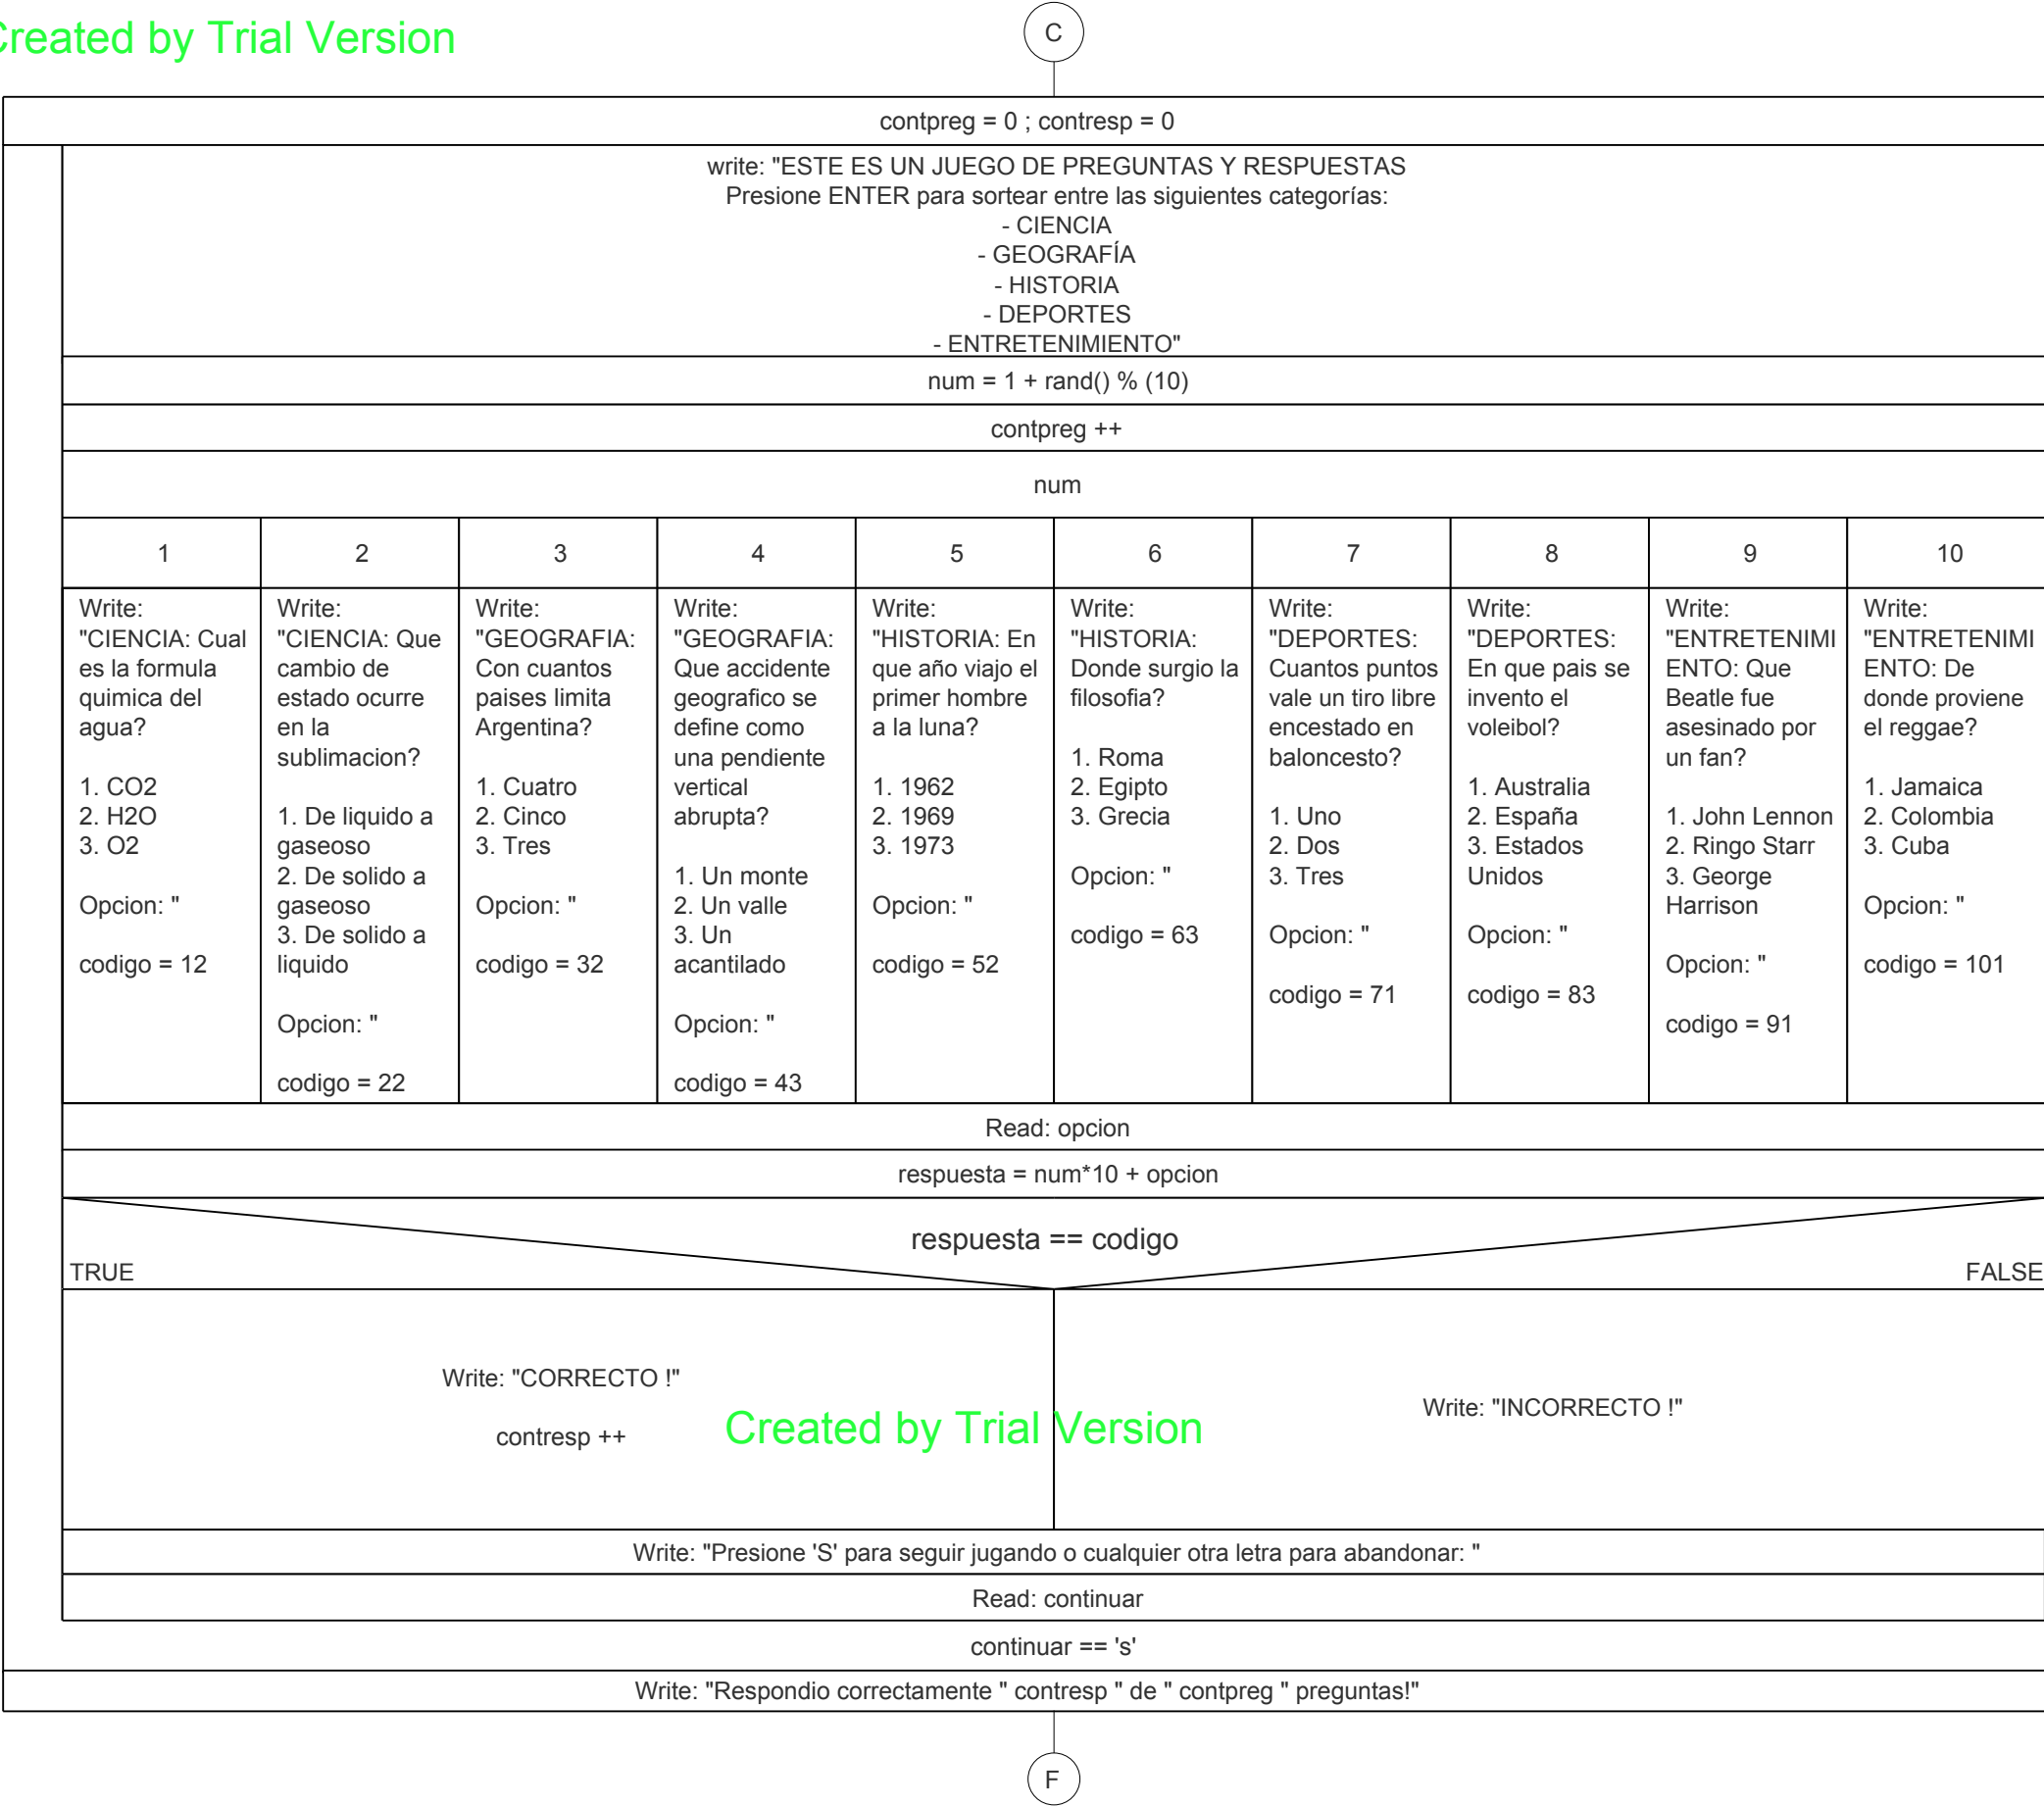 Created by Trial Version
C
contpreg = 0 ; contresp = 0
write: "ESTE ES UN JUEGO DE PREGUNTAS Y RESPUESTAS
Presione ENTER para sortear entre las siguientes categorías:
- CIENCIA
- GEOGRAFÍA
- HISTORIA
- DEPORTES
- ENTRETENIMIENTO"
num = 1 + rand() % (10)
contpreg ++
num
1
2
3
4
5
6
7
8
9
10
Write:
"CIENCIA: Cual
es la formula
quimica del
agua?
1. CO2
2. H2O
3. O2
Opcion: "
codigo = 12
Write:
"CIENCIA: Que
cambio de
estado ocurre
en la
sublimacion?
1. De liquido a
gaseoso
2. De solido a
gaseoso
3. De solido a
liquido
Opcion: "
codigo = 22
Write:
"GEOGRAFIA:
Con cuantos
paises limita
Argentina?
1. Cuatro
2. Cinco
3. Tres
Opcion: "
codigo = 32
Write:
"GEOGRAFIA:
Que accidente
geografico se
define como
una pendiente
vertical
abrupta?
1. Un monte
2. Un valle
3. Un
acantilado
Opcion: "
codigo = 43
Write:
"HISTORIA: En
que año viajo el
primer hombre
a la luna?
1. 1962
2. 1969
3. 1973
Opcion: "
codigo = 52
Write:
"HISTORIA:
Donde surgio la
filosofia?
1. Roma
2. Egipto
3. Grecia
Opcion: "
codigo = 63
Write:
"DEPORTES:
Cuantos puntos
vale un tiro libre
encestado en
baloncesto?
1. Uno
2. Dos
3. Tres
Opcion: "
codigo = 71
Write:
"DEPORTES:
En que pais se
invento el
voleibol?
1. Australia
2. España
3. Estados
Unidos
Opcion: "
codigo = 83
Write:
"ENTRETENIMI
ENTO: Que
Beatle fue
asesinado por
un fan?
1. John Lennon
2. Ringo Starr
3. George
Harrison
Opcion: "
codigo = 91
Write:
"ENTRETENIMI
ENTO: De
donde proviene
el reggae?
1. Jamaica
2. Colombia
3. Cuba
Opcion: "
codigo = 101
Read: opcion
respuesta = num*10 + opcion
respuesta == codigo
TRUE
FALSE
Write: "CORRECTO !"
contresp ++
Created by Trial Version
Write: "INCORRECTO !"
Write: "Presione 'S' para seguir jugando o cualquier otra letra para abandonar: "
Read: continuar
continuar == 's'
Write: "Respondio correctamente " contresp " de " contpreg " preguntas!"
F